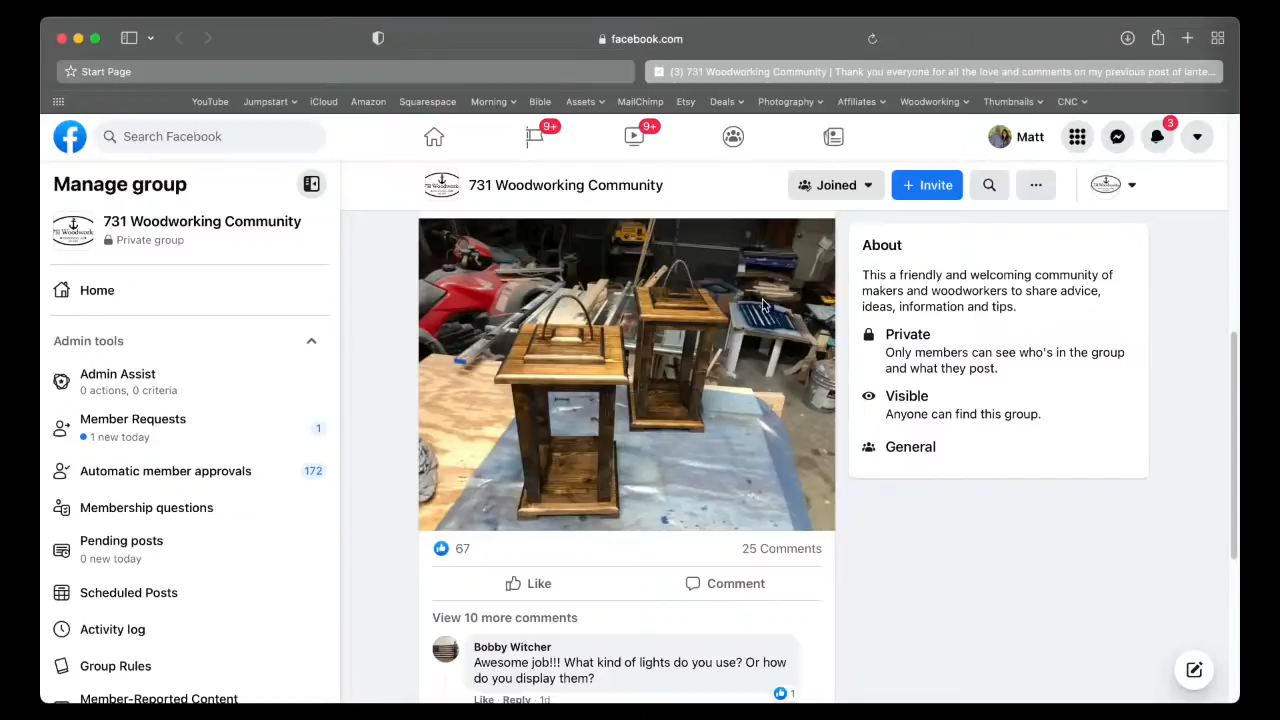 facebook.com
Start Page
(3) 731 Woodworking Community | Thank you everyone for all the love and comments on my previous post of lante...
YouTube Jumpstart iCloud Amazon Squarespace Morning Bible Assets MailChimp Etsy Deals Photography Affiliates Woodworking Thumbnails CNC
Search Facebook
9+
9+
Matt
3
Manage group
731 Woodworking Community
Private group
Home
Admin tools
Admin Assist
0 actions, 0 criteria
Member Requests
1 new today
1
Automatic member approvals
172
Membership questions
Pending posts
0 new today
Scheduled Posts
Activity log
Group Rules
Member-Reported Content
731 Woodworking Community
Joined
+ Invite
67
25 Comments
Like
Comment
View 10 more comments
Bobby Witcher
Awesome job!!! What kind of lights do you use? Or how
do you display them?
1
Like · Reply · 1d
About
This a friendly and welcoming community of
makers and woodworkers to share advice,
ideas, information and tips.
Private
Only members can see who's in the group
and what they post.
Visible
Anyone can find this group.
General